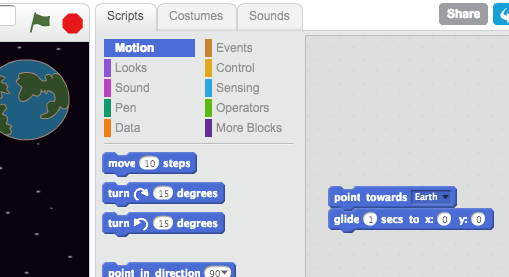 Scripts Costumes Sounds Share
Motion Events
Looks Control
Sound Sensing
Pen Operators
Data More Blocks
move 10 steps
turn 15 degrees
turn 15 degrees
point in direction 90
point towards Earth
glide 1 secs to x: 0 y: 0